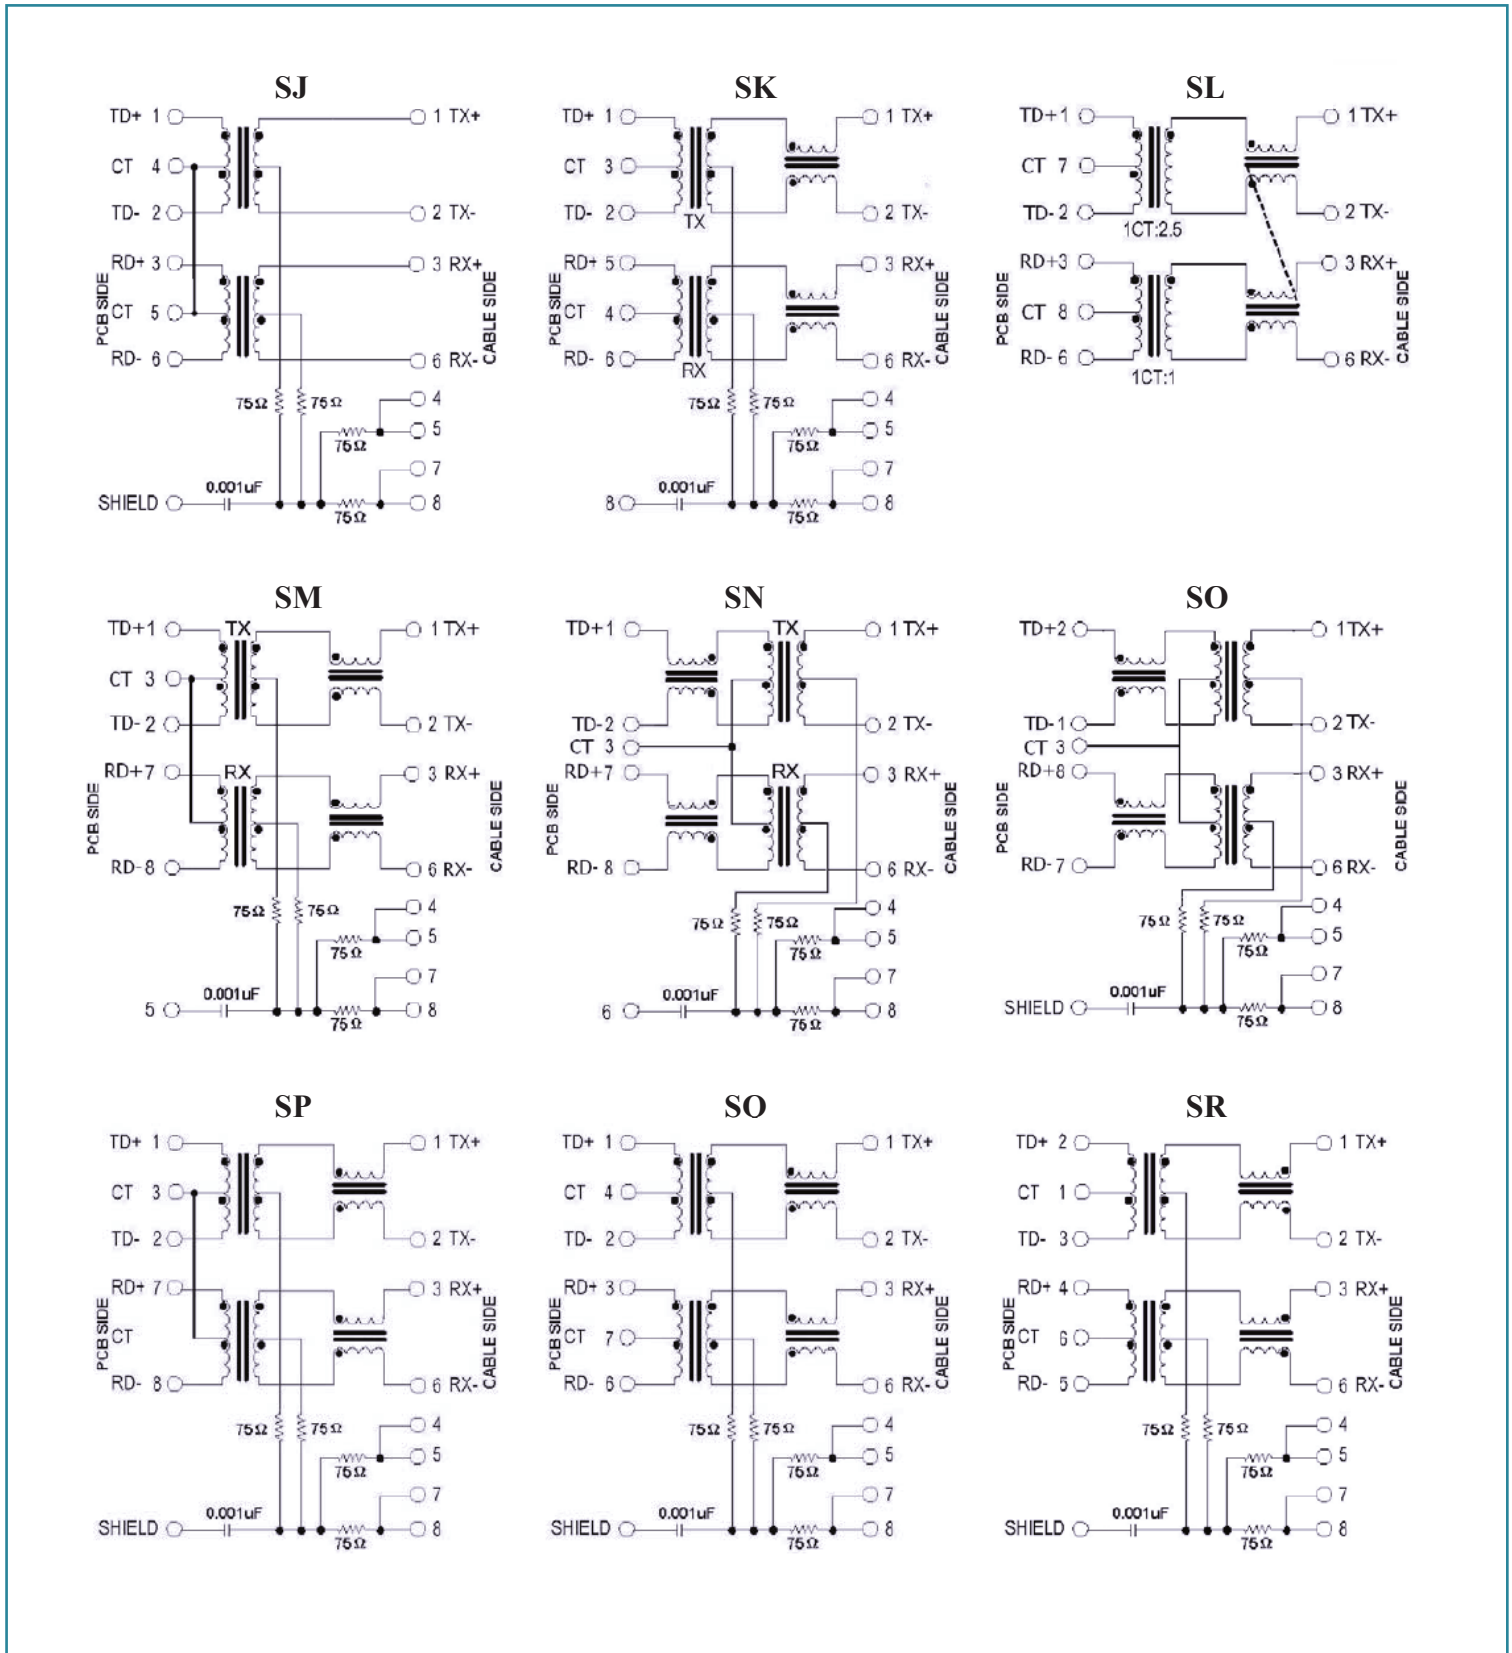 SJ
TD+ 1
1 TX+
CT 4
TD- 2
2 TX-
RD+ 3
3 RX+
PCB SIDE
CT 5
CABLE SIDE
RD- 6
6 RX-
75Ω
75Ω
4
5
75Ω
7
0.001uF
SHIELD
8
75Ω
SK
TD+ 1
1 TX+
CT 3
TD- 2
2 TX-
TX
RD+ 5
3 RX+
PCB SIDE
CT 4
CABLE SIDE
RD- 6
6 RX-
RX
75Ω
75Ω
4
5
75Ω
7
0.001uF
8
8
75Ω
SL
TD+1
1 TX+
CT 7
TD-2
2 TX-
1CT:2.5
RD+3
3 RX+
PCB SIDE
CT 8
CABLE SIDE
RD-6
6 RX-
1CT:1
SM
TD+1
TX
1 TX+
CT 3
TD-2
2 TX-
RD+7
RX
3 RX+
PCB SIDE
CABLE SIDE
RD-8
6 RX-
75Ω
75Ω
4
5
75Ω
7
0.001uF
5
8
75Ω
SN
TD+1
TX
1 TX+
TD-2
2 TX-
CT 3
RD+7
RX
3 RX+
PCB SIDE
CABLE SIDE
RD- 8
6 RX-
75Ω
75Ω
4
5
75Ω
7
0.001uF
6
8
75Ω
SO
TD+2
1TX+
TD-1
2 TX-
CT 3
RD+8
3 RX+
PCB SIDE
CABLE SIDE
RD-7
6 RX-
75Ω
75Ω
4
5
75Ω
7
0.001uF
SHIELD
8
75Ω
SP
TD+ 1
1 TX+
CT 3
TD- 2
2 TX-
RD+ 7
3 RX+
PCB SIDE
CT
CABLE SIDE
RD- 8
6 RX-
75Ω
75Ω
4
5
75Ω
7
0.001uF
SHIELD
8
75Ω
SO
TD+ 1
1 TX+
CT 4
TD- 2
2 TX-
RD+ 3
3 RX+
PCB SIDE
CT 7
CABLE SIDE
RD- 6
6 RX-
75Ω
75Ω
4
5
75Ω
7
0.001uF
SHIELD
8
75Ω
SR
TD+ 2
1 TX+
CT 1
TD- 3
2 TX-
RD+ 4
3 RX+
PCB SIDE
CT 6
CABLE SIDE
RD- 5
6 RX-
75Ω
75Ω
4
5
75Ω
7
0.001uF
SHIELD
8
75Ω